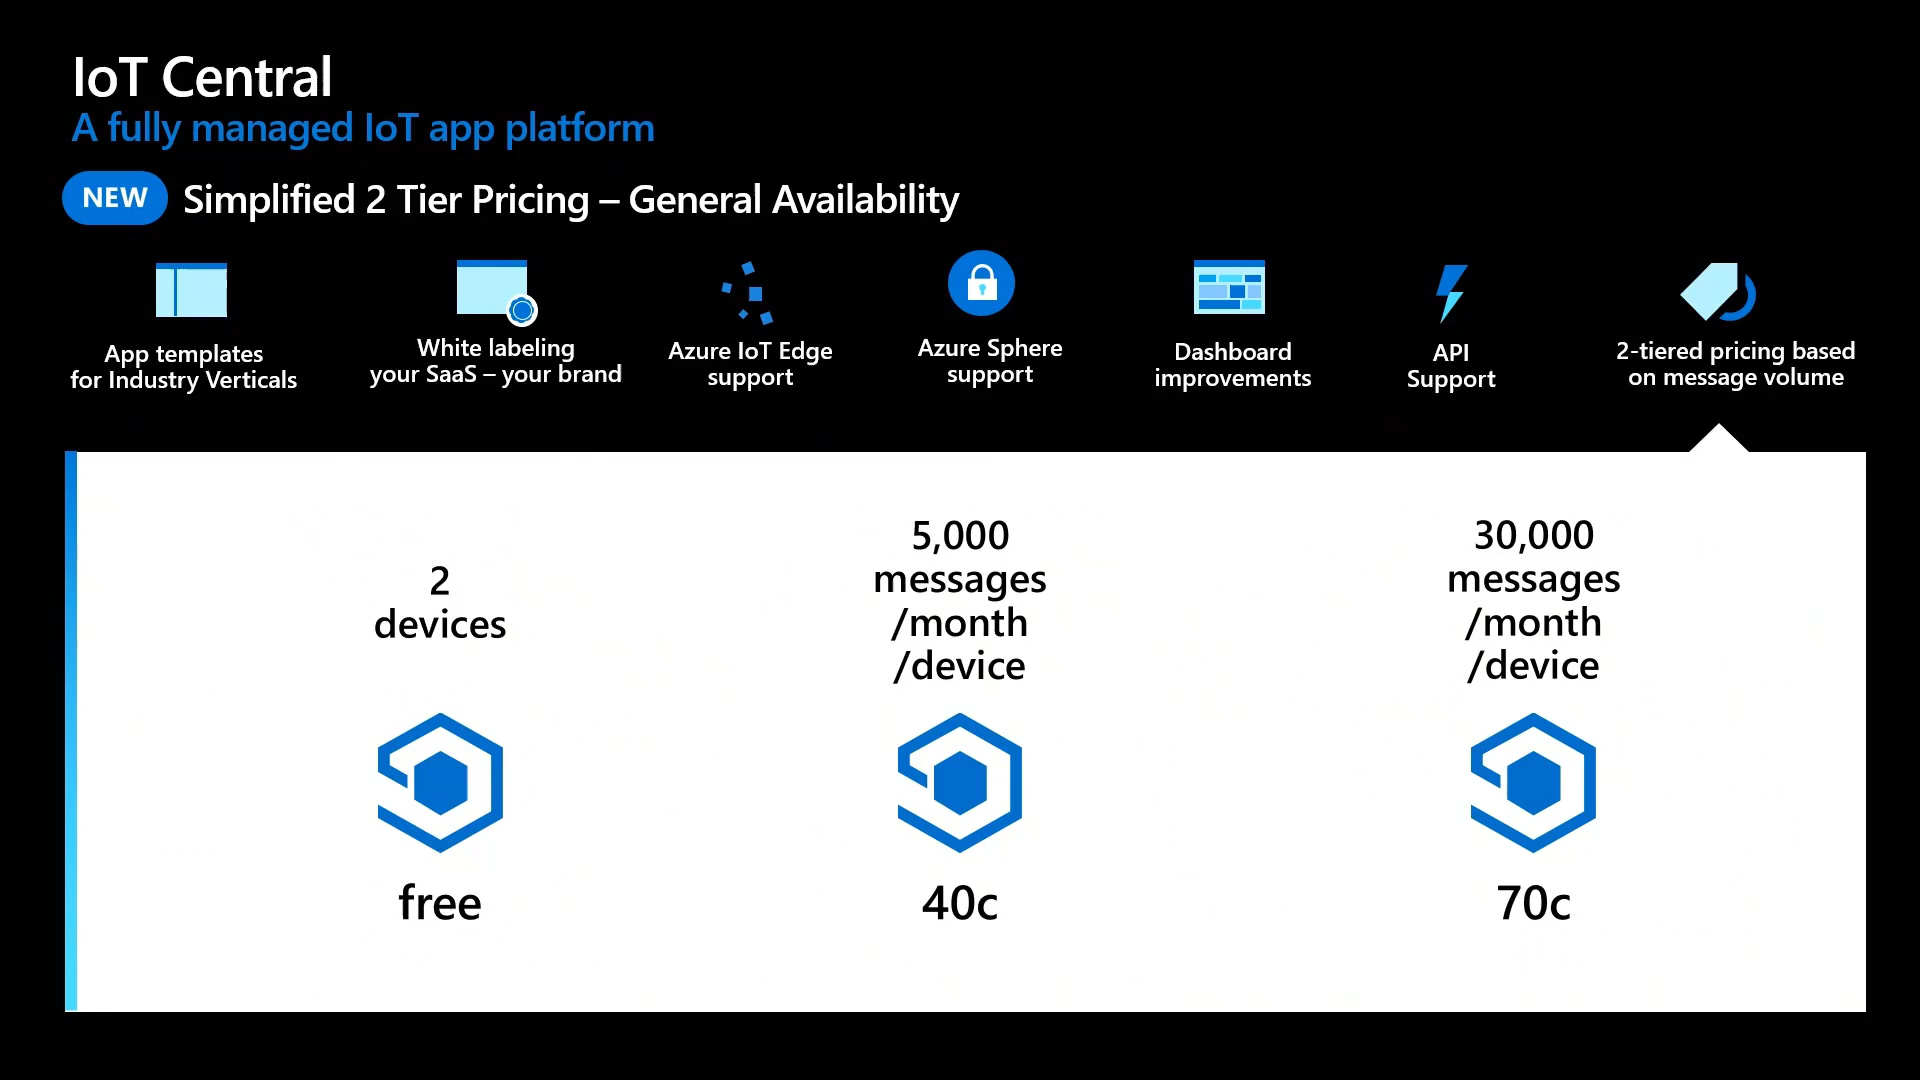 IoT Central
A fully managed IoT app platform
NEW Simplified 2 Tier Pricing – General Availability
App templates
for Industry Verticals
White labeling
your SaaS – your brand
Azure IoT Edge
support
Azure Sphere
support
Dashboard
improvements
API
Support
2-tiered pricing based
on message volume
2
devices
free
5,000
messages
/month
/device
40c
30,000
messages
/month
/device
70c